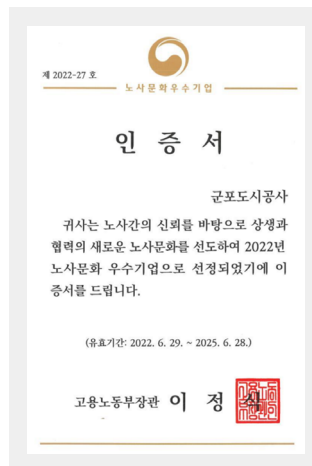 제 2022-27 호
노사문화우수기업
인 증 서
군포도시공사
귀사는 노사간의 신뢰를 바탕으로 상생과
협력의 새로운 노사문화를 선도하여 2022년
노사문화 우수기업으로 선정되었기에 이
증서를 드립니다.
(유효기간: 2022. 6. 29. ~ 2025. 6. 28.)
고용노동부장관 이 정 식